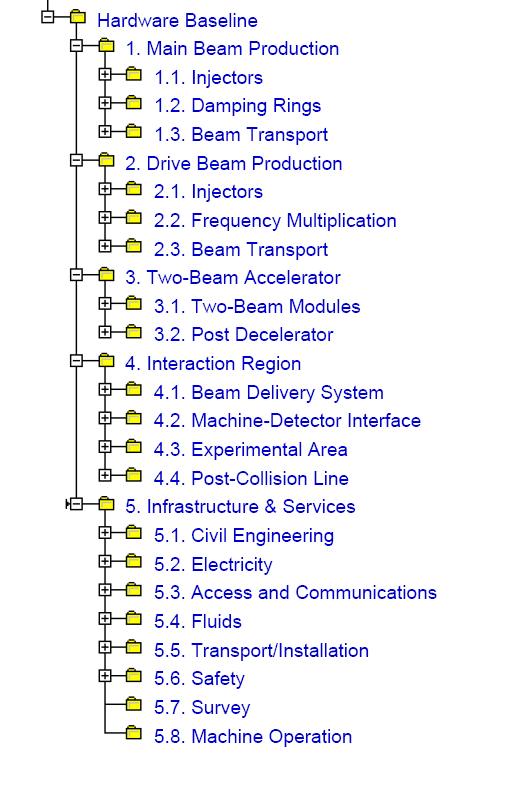 Hardware Baseline
1. Main Beam Production
1.1. Injectors
1.2. Damping Rings
1.3. Beam Transport
2. Drive Beam Production
2.1. Injectors
2.2. Frequency Multiplication
2.3. Beam Transport
3. Two-Beam Accelerator
3.1. Two-Beam Modules
3.2. Post Decelerator
4. Interaction Region
4.1. Beam Delivery System
4.2. Machine-Detector Interface
4.3. Experimental Area
4.4. Post-Collision Line
5. Infrastructure & Services
5.1. Civil Engineering
5.2. Electricity
5.3. Access and Communications
5.4. Fluids
5.5. Transport/Installation
5.6. Safety
5.7. Survey
5.8. Machine Operation